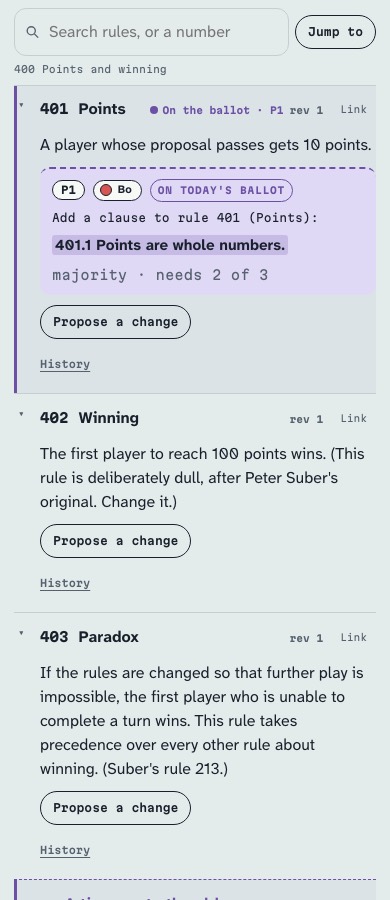 Search rules, or a number
Jump to
400 Points and winning
401 Points On the ballot · P1 rev 1 Link
A player whose proposal passes gets 10 points.
P1 Bo ON TODAY'S BALLOT
Add a clause to rule 401 (Points):
401.1 Points are whole numbers.
majority · needs 2 of 3
Propose a change
History
402 Winning rev 1 Link
The first player to reach 100 points wins. (This
rule is deliberately dull, after Peter Suber's
original. Change it.)
Propose a change
History
403 Paradox rev 1 Link
If the rules are changed so that further play is
impossible, the first player who is unable to
complete a turn wins. This rule takes
precedence over every other rule about
winning. (Suber's rule 213.)
Propose a change
History